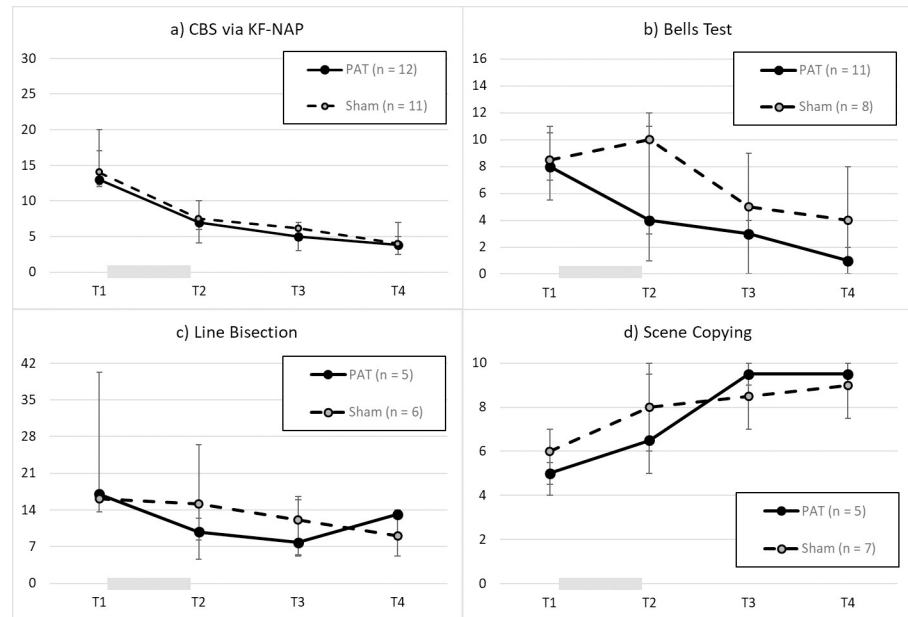 a) CBS via KF-NAP
30
25
20
15
10
5
0
PAT (n = 12)
Sham (n = 11)
T1 T2 T3 T4
b) Bells Test
16
14
12
10
8
6
4
2
0
PAT (n = 11)
Sham (n = 8)
T1 T2 T3 T4
c) Line Bisection
42
35
28
21
14
7
0
PAT (n = 5)
Sham (n = 6)
T1 T2 T3 T4
d) Scene Copying
10
8
6
4
2
0
PAT (n = 5)
Sham (n = 7)
T1 T2 T3 T4